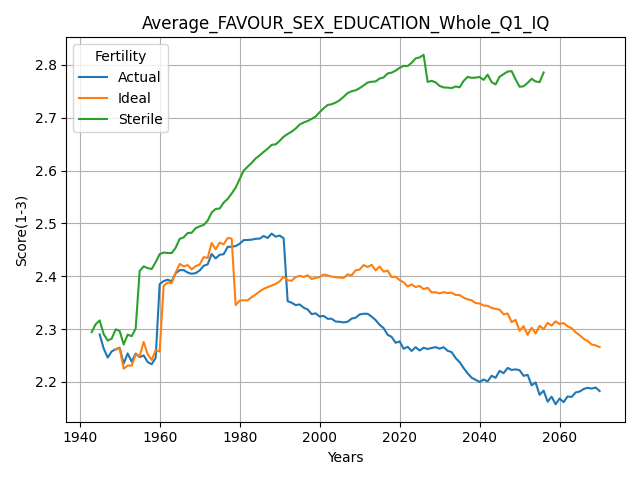 Average_FAVOUR_SEX_EDUCATION_Whole_Q1_IQ
Fertility
Actual
Ideal
Sterile
Score(1-3)
2.8
2.7
2.6
2.5
2.4
2.3
2.2
1940 1960 1980 2000 2020 2040 2060
Years